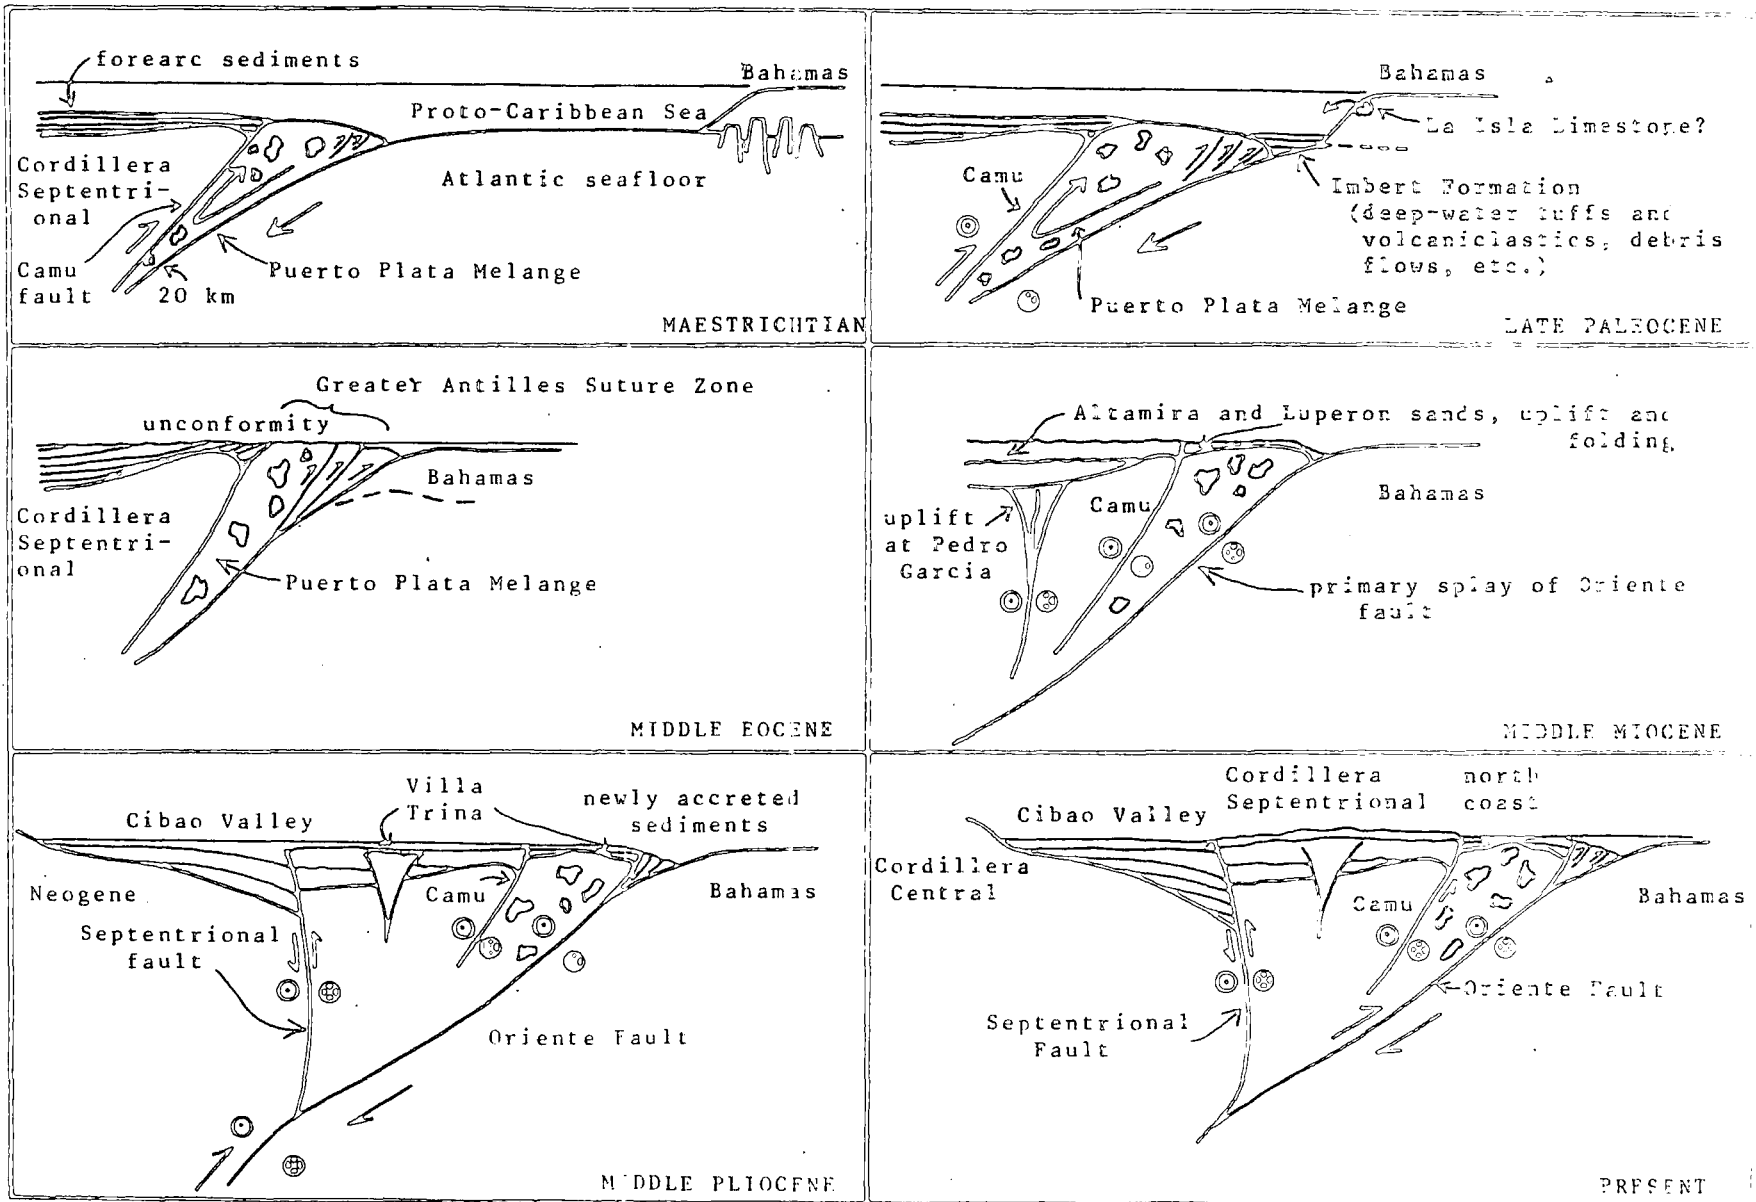 forearc sediments
Bahamas
Proto-Caribbean Sea
Cordillera
Septentri-
onal
Atlantic seafloor
Camu
fault
20 km
Puerto Plata Melange
MAESTRICHTIAN
Bahamas
La Isla Limestone?
Camu
Imbert Formation
(deep-water tuffs and
volcaniclastics, debris
flows, etc.)
Puerto Plata Melange
LATE PALEOCENE
Greater Antilles Suture Zone
unconformity
Bahamas
Cordillera
Septentri-
onal
Puerto Plata Melange
MIDDLE EOCENE
Altamira and Luperon sands, uplift and
folding
Bahamas
Camu
uplift
at Pedro
Garcia
primary splay of Oriente
fault
MIDDLE MIOCENE
Villa
Trina
newly accreted
sediments
Cibao Valley
Neogene
Camu
Bahamas
Septentrional
fault
Oriente Fault
MIDDLE PLIOCENE
Cordillera
Septentrional
north
coast
Cibao Valley
Cordillera
Central
Camu
Bahamas
Oriente Fault
Septentrional
Fault
PRESENT